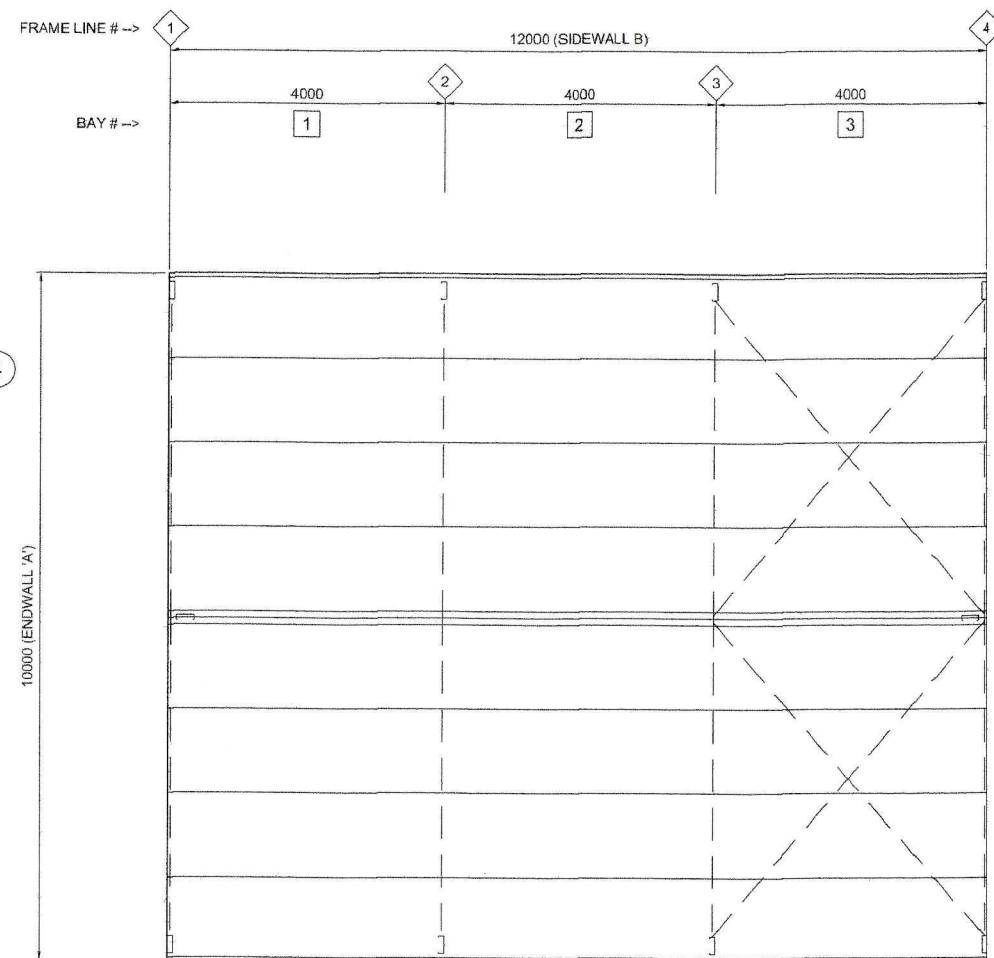 FRAME LINE # -->
1
4
12000 (SIDEWALL B)
2
3
4000
4000
4000
BAY # -->
1
2
3
10000 (ENDWALL 'A')